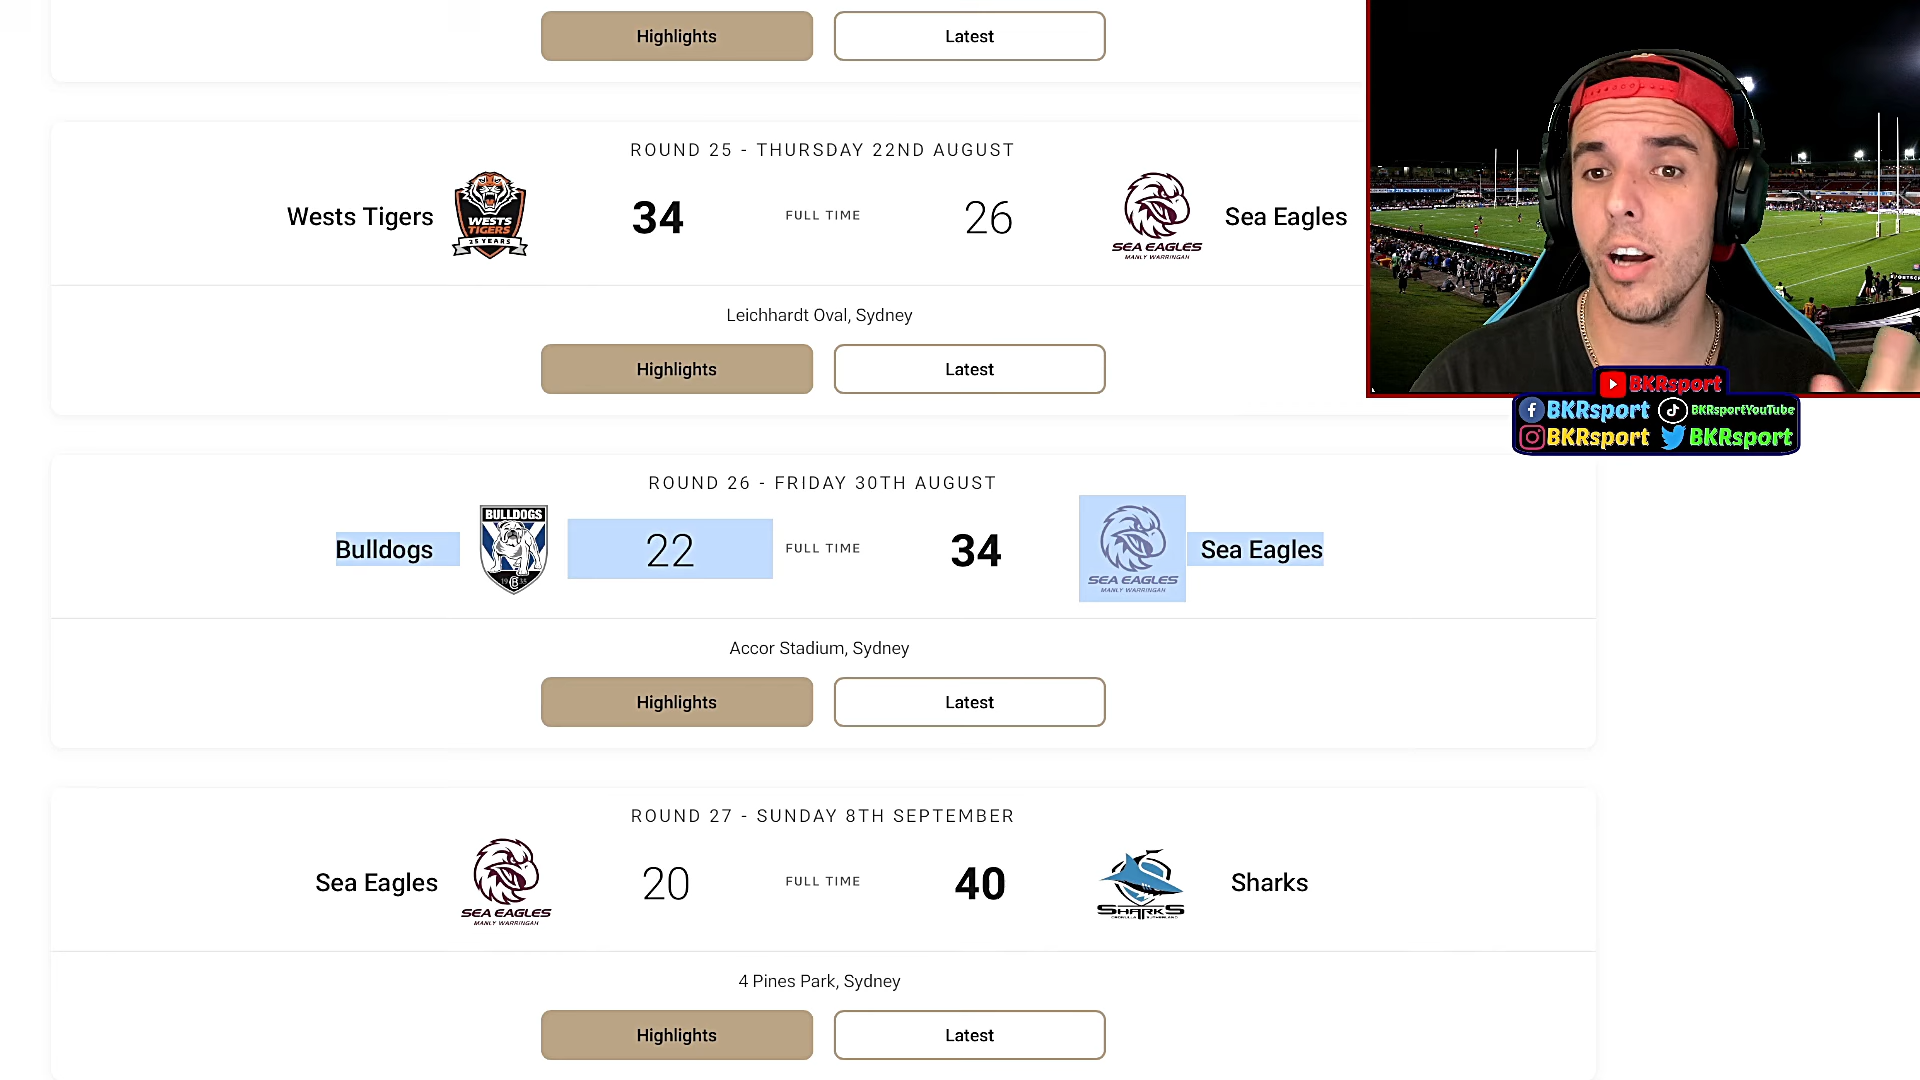 Highlights
Latest
ROUND 25 - THURSDAY 22ND AUGUST
Wests Tigers
WESTS
TIGERS
25 YEARS
34
FULL TIME
26
SEA EAGLES
MANLY WARRINGAH
Sea Eagles
Leichhardt Oval, Sydney
Highlights
Latest
BKRsport
BKRsport
BKRsportYouTube
BKRsport
BKRsport
ROUND 26 - FRIDAY 30TH AUGUST
Bulldogs
BULLDOGS
1935
22
FULL TIME
34
SEA EAGLES
MANLY WARRINGAH
Sea Eagles
Accor Stadium, Sydney
Highlights
Latest
ROUND 27 - SUNDAY 8TH SEPTEMBER
Sea Eagles
SEA EAGLES
MANLY WARRINGAH
20
FULL TIME
40
SHARKS
Sharks
4 Pines Park, Sydney
Highlights
Latest